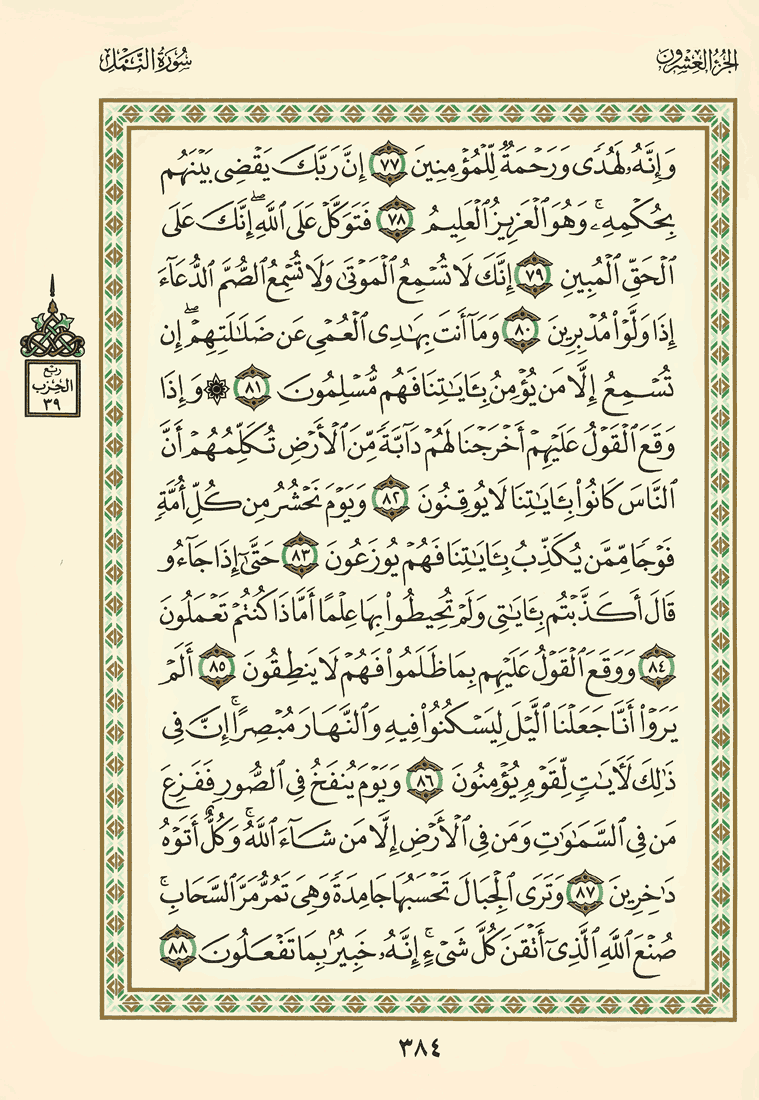 الجزء العشرون
سورة النمل
وَإِنَّهُۥ لَهُدًى وَرَحْمَةٌ لِّلْمُؤْمِنِينَ ٧٧ إِنَّ رَبَّكَ يَقْضِى بَيْنَهُم
بِحُكْمِهِۦۚ وَهُوَ ٱلْعَزِيزُ ٱلْعَلِيمُ ٧٨ فَتَوَكَّلْ عَلَى ٱللَّهِۖ إِنَّكَ عَلَى
ٱلْحَقِّ ٱلْمُبِينِ ٧٩ إِنَّكَ لَا تُسْمِعُ ٱلْمَوْتَىٰ وَلَا تُسْمِعُ ٱلصُّمَّ ٱلدُّعَآءَ
إِذَا وَلَّوْا۟ مُدْبِرِينَ ٨٠ وَمَآ أَنتَ بِهَٰدِى ٱلْعُمْىِ عَن ضَلَٰلَتِهِمْۖ إِن
تُسْمِعُ إِلَّا مَن يُؤْمِنُ بِـَٔايَٰتِنَا فَهُم مُّسْلِمُونَ ٨١ ۞ وَإِذَا
وَقَعَ ٱلْقَوْلُ عَلَيْهِمْ أَخْرَجْنَا لَهُمْ دَآبَّةً مِّنَ ٱلْأَرْضِ تُكَلِّمُهُمْ أَنَّ
ٱلنَّاسَ كَانُوا۟ بِـَٔايَٰتِنَا لَا يُوقِنُونَ ٨٢ وَيَوْمَ نَحْشُرُ مِن كُلِّ أُمَّةٍ
فَوْجًا مِّمَّن يُكَذِّبُ بِـَٔايَٰتِنَا فَهُمْ يُوزَعُونَ ٨٣ حَتَّىٰٓ إِذَا جَآءُو
قَالَ أَكَذَّبْتُم بِـَٔايَٰتِى وَلَمْ تُحِيطُوا۟ بِهَا عِلْمًا أَمَّاذَا كُنتُمْ تَعْمَلُونَ
٨٤ وَوَقَعَ ٱلْقَوْلُ عَلَيْهِم بِمَا ظَلَمُوا۟ فَهُمْ لَا يَنطِقُونَ ٨٥ أَلَمْ
يَرَوْا۟ أَنَّا جَعَلْنَا ٱلَّيْلَ لِيَسْكُنُوا۟ فِيهِ وَٱلنَّهَارَ مُبْصِرًاۚ إِنَّ فِى
ذَٰلِكَ لَـَٔايَٰتٍ لِّقَوْمٍ يُؤْمِنُونَ ٨٦ وَيَوْمَ يُنفَخُ فِى ٱلصُّورِ فَفَزِعَ
مَن فِى ٱلسَّمَٰوَٰتِ وَمَن فِى ٱلْأَرْضِ إِلَّا مَن شَآءَ ٱللَّهُۚ وَكُلٌّ أَتَوْهُ
دَٰخِرِينَ ٨٧ وَتَرَى ٱلْجِبَالَ تَحْسَبُهَا جَامِدَةً وَهِىَ تَمُرُّ مَرَّ ٱلسَّحَابِۚ
صُنْعَ ٱللَّهِ ٱلَّذِىٓ أَتْقَنَ كُلَّ شَىْءٍۚ إِنَّهُۥ خَبِيرٌۢ بِمَا تَفْعَلُونَ ٨٨
ربع
الحزب
٣٩
٣٨٤